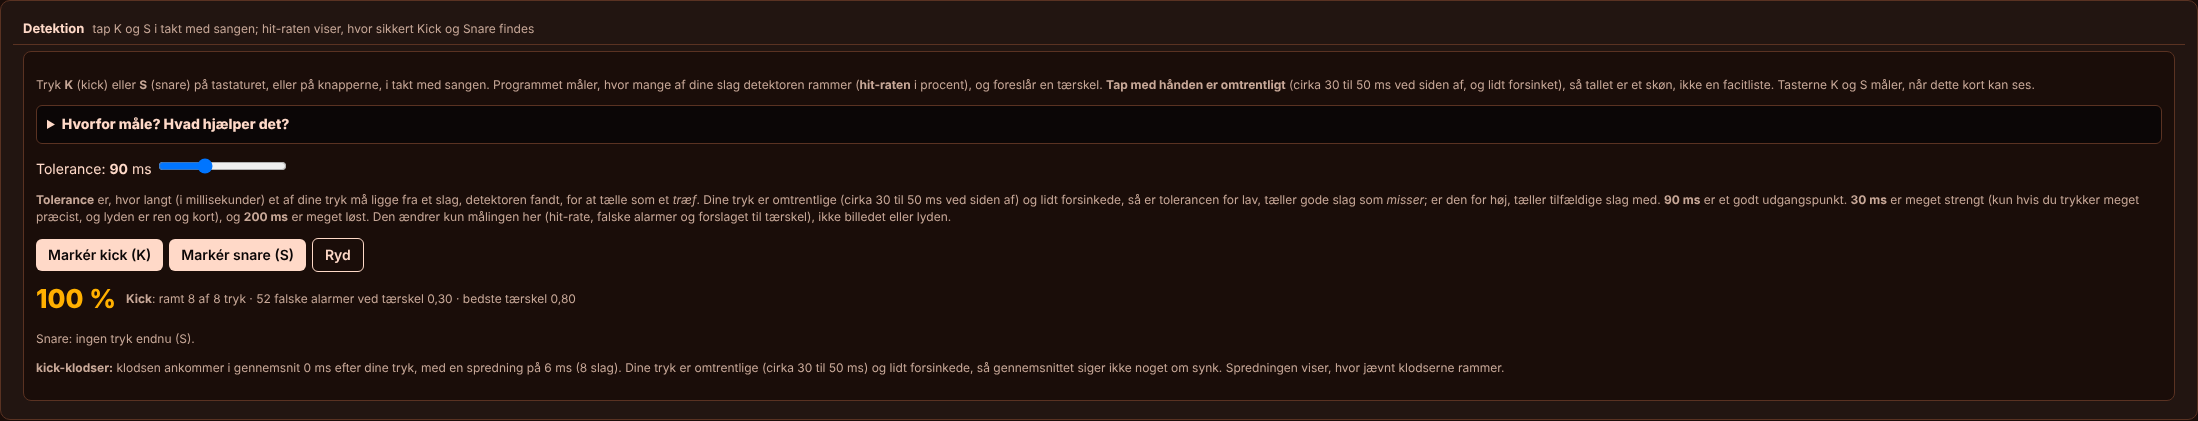 Detektion tap K og S i takt med sangen; hit-raten viser, hvor sikkert Kick og Snare findes
Tryk K (kick) eller S (snare) på tastaturet, eller på knapperne, i takt med sangen. Programmet måler, hvor mange af dine slag detektoren rammer (hit-raten i procent), og foreslår en tærskel. Tap med hånden er omtrentligt (cirka 30 til 50 ms ved siden af, og lidt forsinket), så tallet er et skøn, ikke en facitliste. Tasterne K og S måler, når dette kort kan ses.
▶ Hvorfor måle? Hvad hjælper det?
Tolerance: 90 ms
Tolerance er, hvor langt (i millisekunder) et af dine tryk må ligge fra et slag, detektoren fandt, for at tælle som et træf. Dine tryk er omtrentlige (cirka 30 til 50 ms ved siden af) og lidt forsinkede, så er tolerancen for lav, tæller gode slag som misser; er den for høj, tæller tilfældige slag med. 90 ms er et godt udgangspunkt. 30 ms er meget strengt (kun hvis du trykker meget
præcist, og lyden er ren og kort), og 200 ms er meget løst. Den ændrer kun målingen her (hit-rate, falske alarmer og forslaget til tærskel), ikke billedet eller lyden.
Markér kick (K) Markér snare (S) Ryd
100 % Kick: ramt 8 af 8 tryk · 52 falske alarmer ved tærskel 0,30 · bedste tærskel 0,80
Snare: ingen tryk endnu (S).
kick-klodser: klodsen ankommer i gennemsnit 0 ms efter dine tryk, med en spredning på 6 ms (8 slag). Dine tryk er omtrentlige (cirka 30 til 50 ms) og lidt forsinkede, så gennemsnittet siger ikke noget om synk. Spredningen viser, hvor jævnt klodserne rammer.